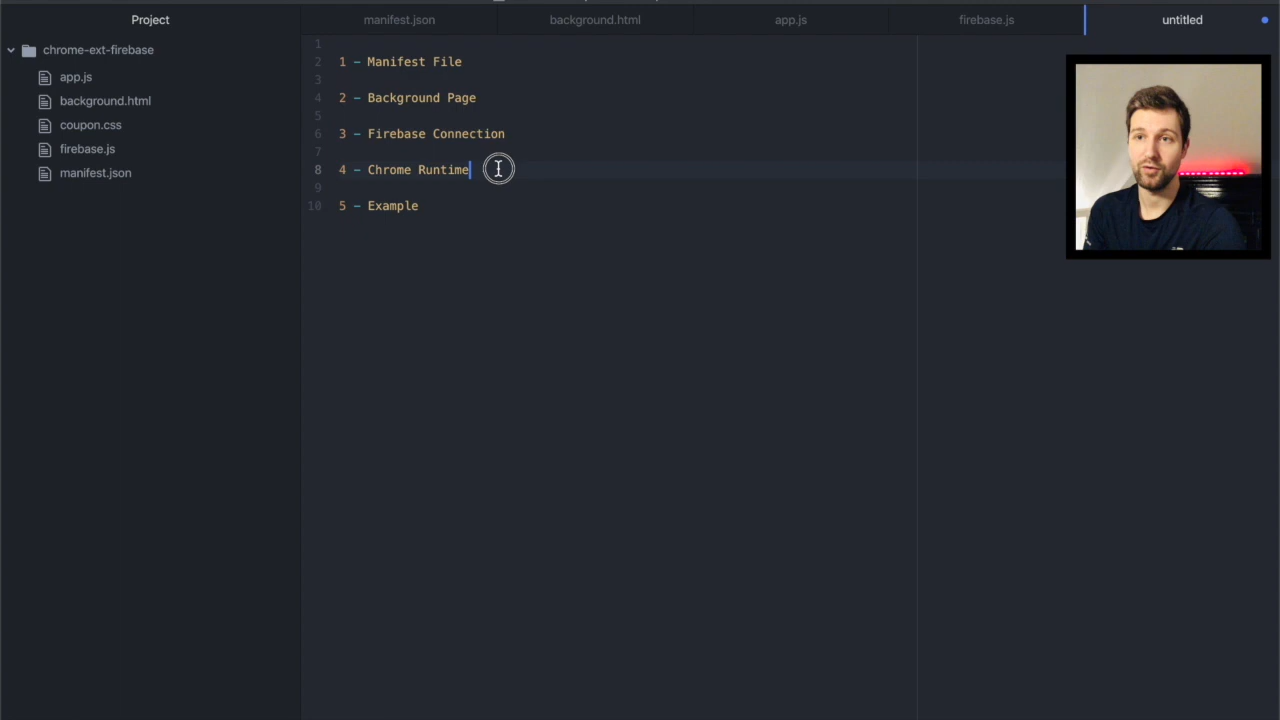 Project
manifest.json
background.html
app.js
firebase.js
untitled
chrome-ext-firebase
app.js
background.html
coupon.css
firebase.js
manifest.json
1
2 1 - Manifest File
3
4 2 - Background Page
5
6 3 - Firebase Connection
7
8 4 - Chrome Runtime
9
10 5 - Example